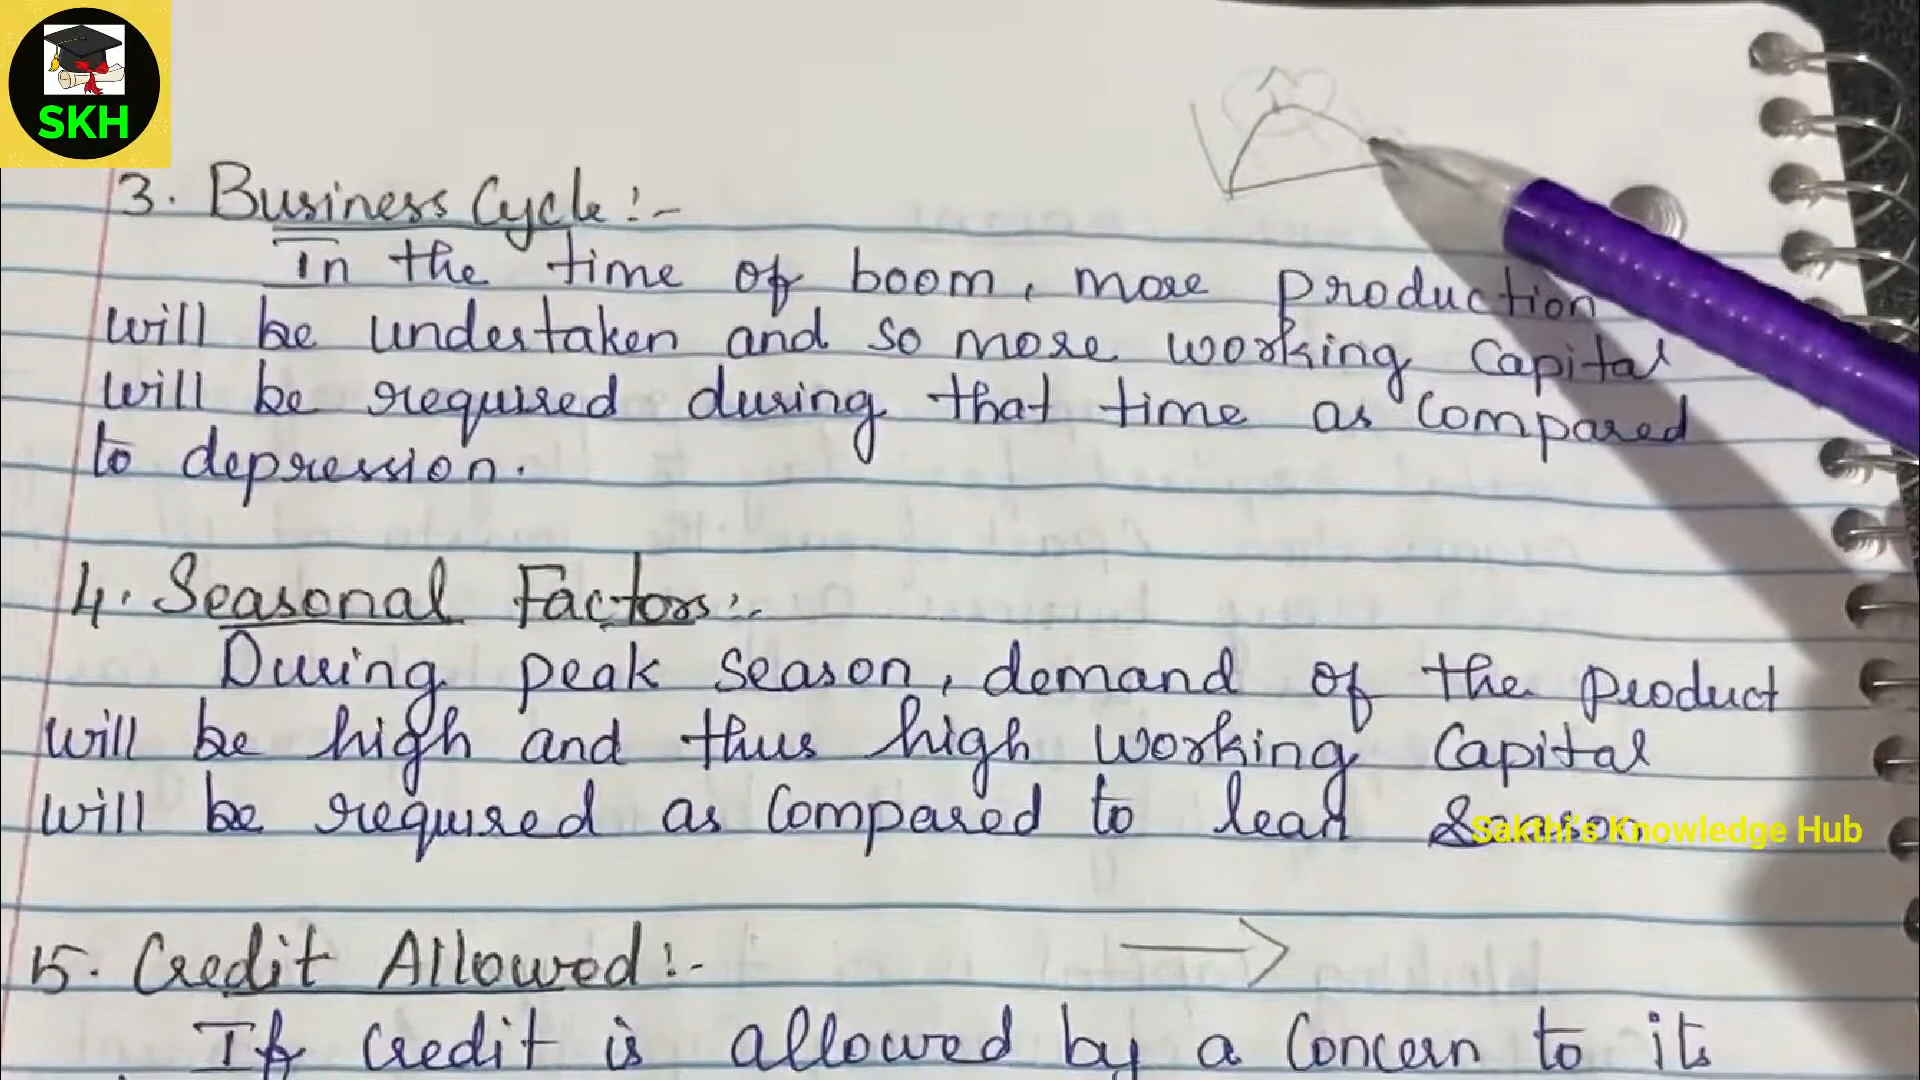 SKH
3. Business Cycle :-
In the time of boom, more production
will be undertaken and so more working capital
will be required during that time as compared
to depression.
4. Seasonal Factors :-
During peak season, demand of the product
will be high and thus high working capital
will be required as compared to lean season
Sakthi's Knowledge Hub
5. Credit Allowed :-
If credit is allowed by a concern to its